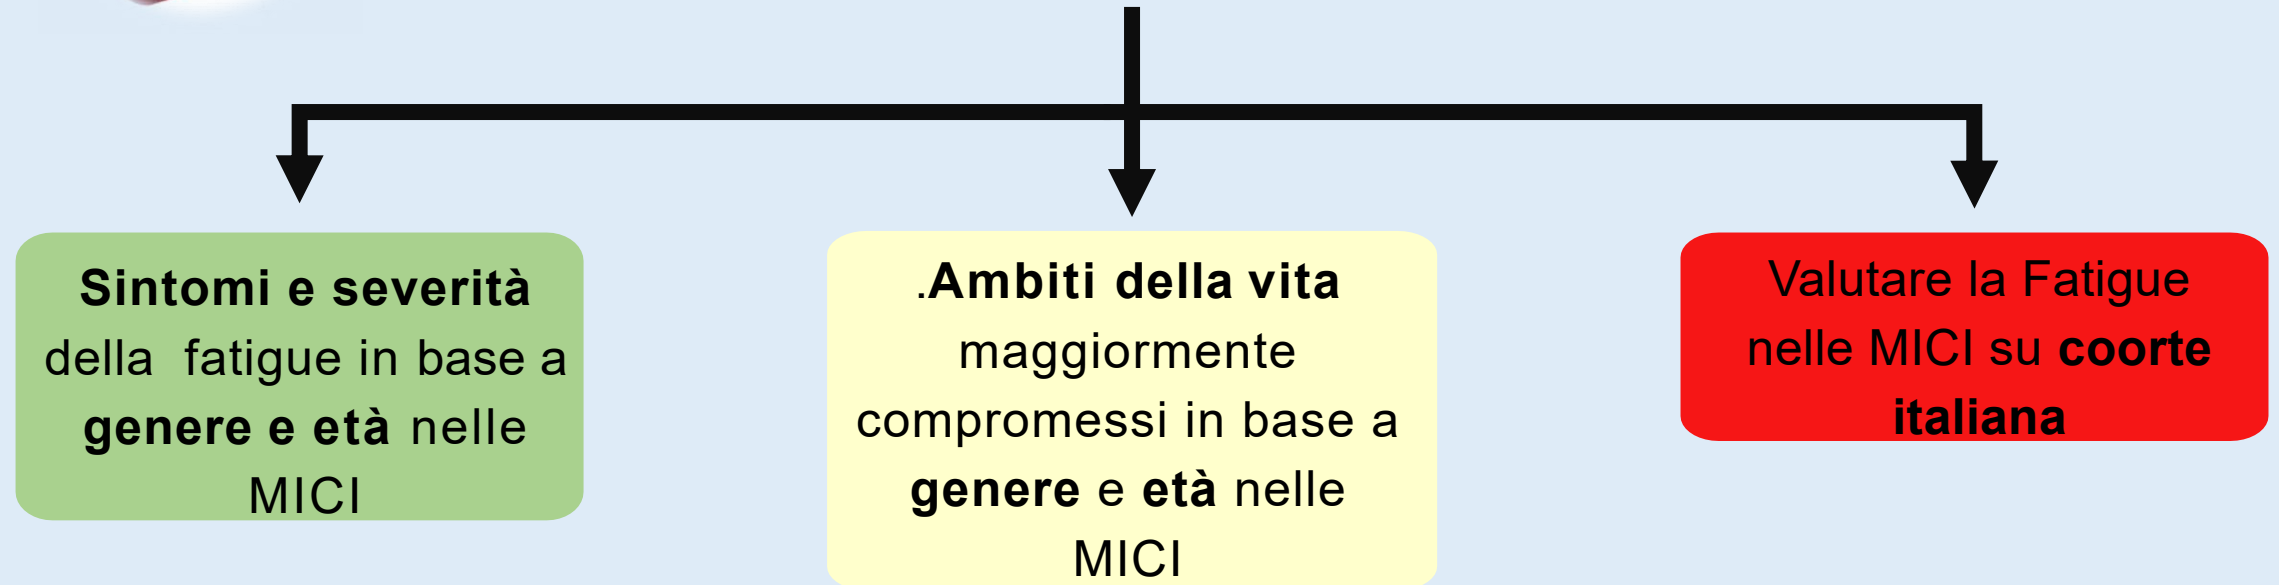 Sintomi e severità
della fatigue in base a
genere e età nelle
MICI
.Ambiti della vita
maggiormente
compromessi in base a
genere e età nelle
MICI
Valutare la Fatigue
nelle MICI su coorte
italiana